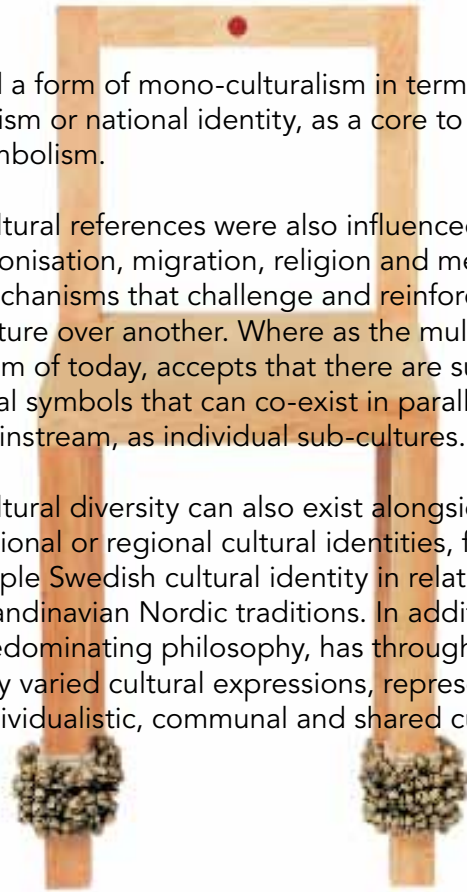 l a form of mono-culturalism in term
ism or national identity, as a core to
mbolism.
ltural references were also influenced
onisation, migration, religion and me
chanisms that challenge and reinfor
ture over another. Where as the mul
m of today, accepts that there are su
al symbols that can co-exist in parall
instream, as individual sub-cultures.
ltural diversity can also exist alongsi
ional or regional cultural identities, f
ple Swedish cultural identity in relat
andinavian Nordic traditions. In addit
edominating philosophy, has through
y varied cultural expressions, repres
ividualistic, communal and shared cu